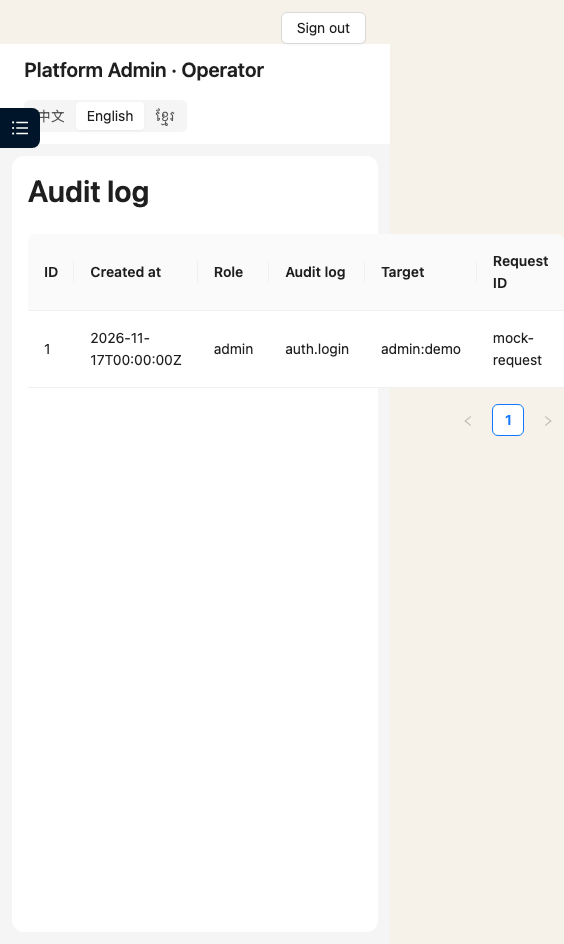 Sign out
Platform Admin · Operator
中文 English ខ្មែរ
Audit log
ID Created at Role Audit log Target Request ID
1 2026-11-17T00:00:00Z admin auth.login admin:demo mock-request
1